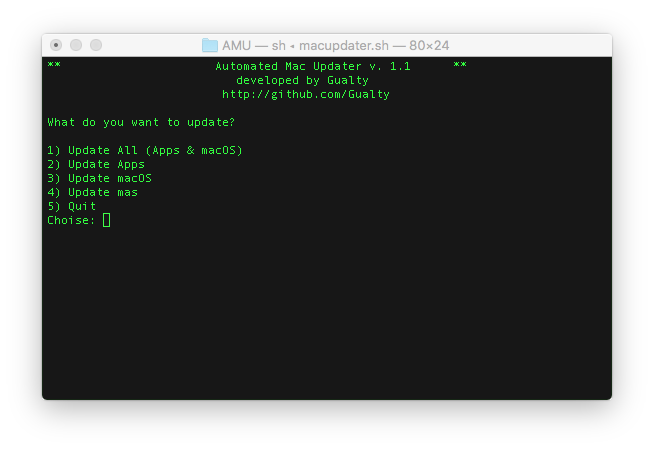 AMU — sh ◂ macupdater.sh — 80×24
** Automated Mac Updater v. 1.1 **
developed by Gualty
http://github.com/Gualty
What do you want to update?
1) Update All (Apps & macOS)
2) Update Apps
3) Update macOS
4) Update mas
5) Quit
Choise: